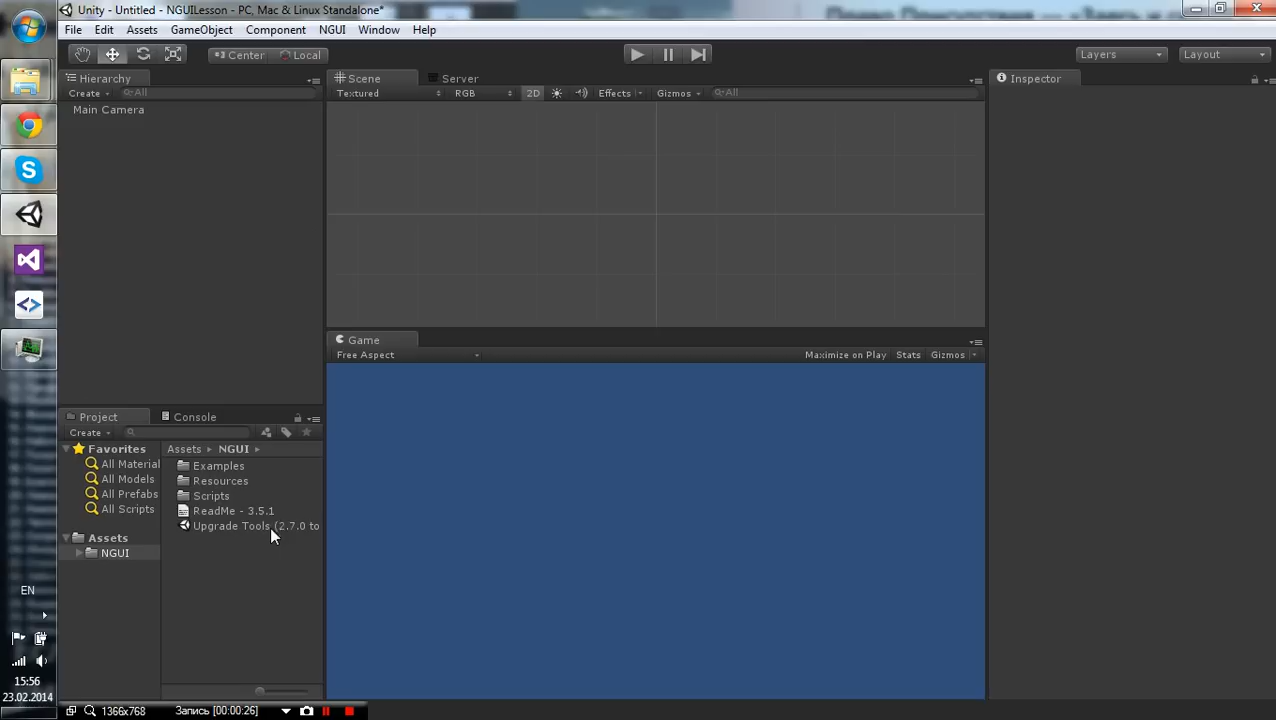 Unity - Untitled - NGUILesson - PC, Mac & Linux Standalone*
File Edit Assets GameObject Component NGUI Window Help
Center Local Layers Layout
Hierarchy
Create All
Main Camera
Scene Server
Textured RGB 2D Effects Gizmos All
Inspector
Game
Free Aspect Maximize on Play Stats Gizmos
Project Console
Create
Favorites
All Material
All Models
All Prefabs
All Scripts
Assets
NGUI
Assets NGUI
Examples
Resources
Scripts
ReadMe - 3.5.1
Upgrade Tools (2.7.0 to
EN
15:56
23.02.2014
1366x768 Запись [00:00:26]